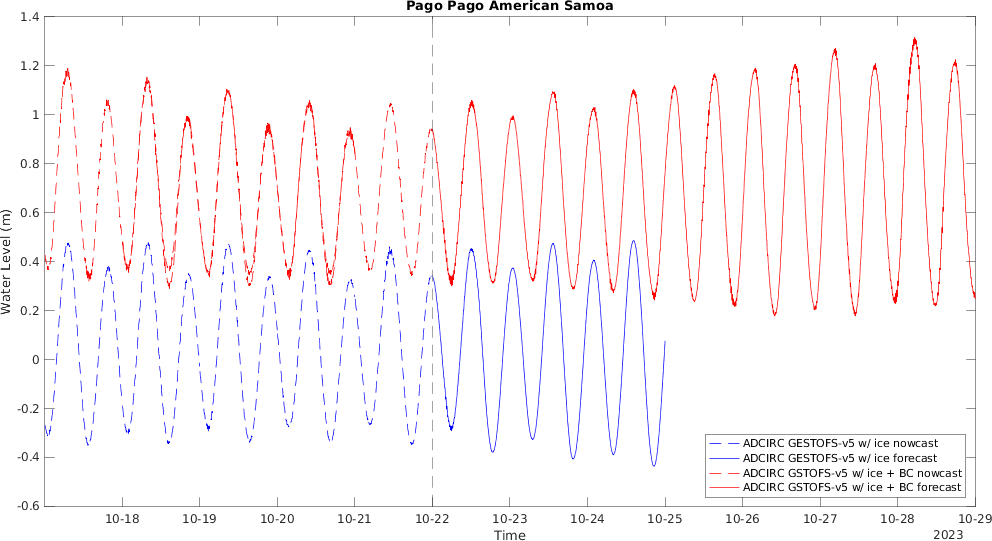 Pago Pago American Samoa
1.4
1.2
1
0.8
0.6
0.4
0.2
0
-0.2
-0.4
-0.6
Water Level (m)
ADCIRC GESTOFS-v5 w/ ice nowcast
ADCIRC GESTOFS-v5 w/ ice forecast
ADCIRC GSTOFS-v5 w/ ice + BC nowcast
ADCIRC GSTOFS-v5 w/ ice + BC forecast
10-18 10-19 10-20 10-21 10-22 10-23 10-24 10-25 10-26 10-27 10-28 10-29
Time
2023